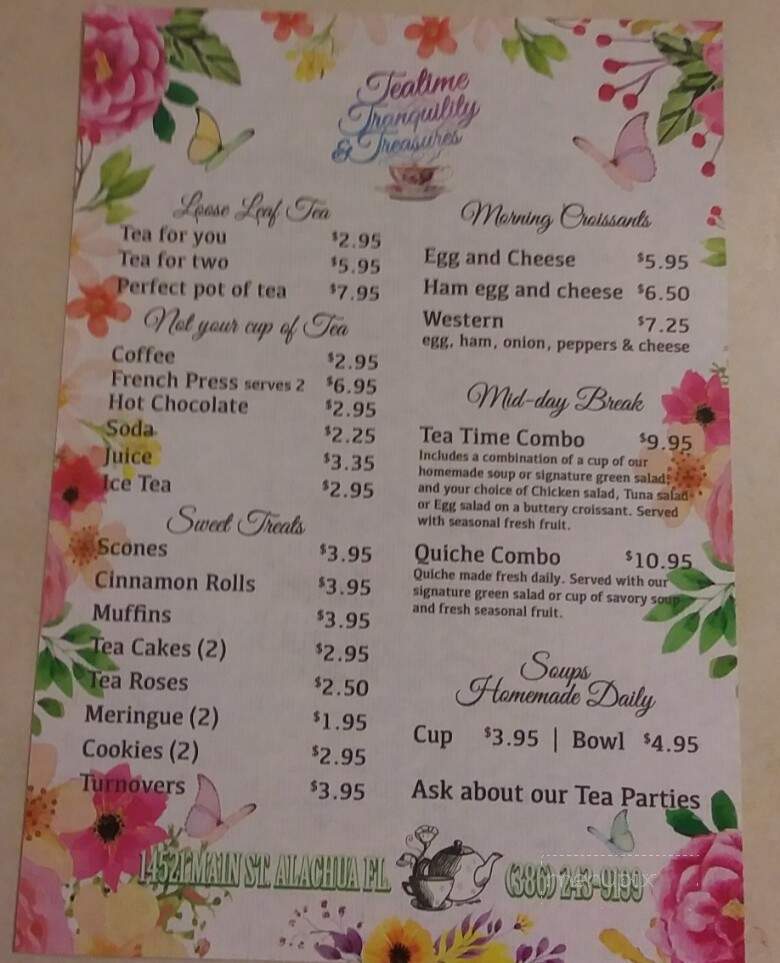 Teatime
Tranquility
& Treasures
Loose Leaf Tea
Tea for you $2.95
Tea for two $5.95
Perfect pot of tea $7.95
Not your cup of Tea
Coffee $2.95
French Press serves 2 $6.95
Hot Chocolate $2.95
Soda $2.25
Juice $3.35
Ice Tea $2.95
Sweet Treats
Scones $3.95
Cinnamon Rolls $3.95
Muffins $3.95
Tea Cakes (2) $2.95
Tea Roses $2.50
Meringue (2) $1.95
Cookies (2) $2.95
Turnovers $3.95
Morning Croissants
Egg and Cheese $5.95
Ham egg and cheese $6.50
Western $7.25
egg, ham, onion, peppers & cheese
Mid-day Break
Tea Time Combo $9.95
Includes a combination of a cup of our
homemade soup or signature green salad;
and your choice of Chicken salad, Tuna salad
or Egg salad on a buttery croissant. Served
with seasonal fresh fruit.
Quiche Combo $10.95
Quiche made fresh daily. Served with our
signature green salad or cup of savory soup
and fresh seasonal fruit.
Soups
Homemade Daily
Cup $3.95 | Bowl $4.95
Ask about our Tea Parties
14521 MAIN ST. ALACHUA FL
(386) 243-9199
menupix